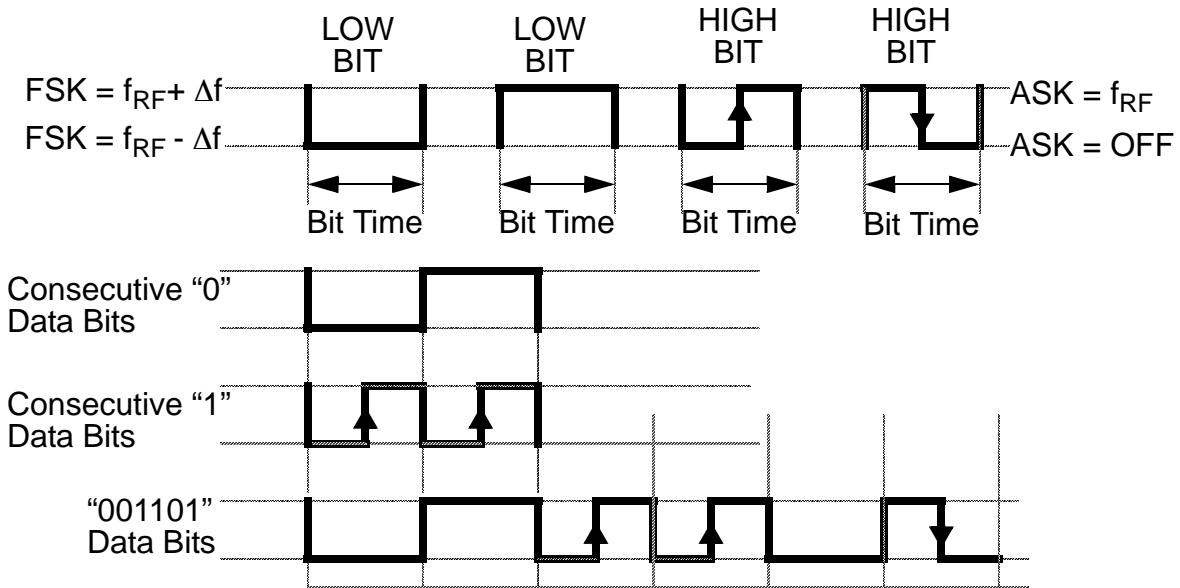 LOW
BIT
LOW
BIT
HIGH
BIT
HIGH
BIT
FSK = fRF+ Δf
FSK = fRF - Δf
ASK = fRF
ASK = OFF
Bit Time
Bit Time
Bit Time
Bit Time
Consecutive “0”
Data Bits
Consecutive “1”
Data Bits
“001101”
Data Bits